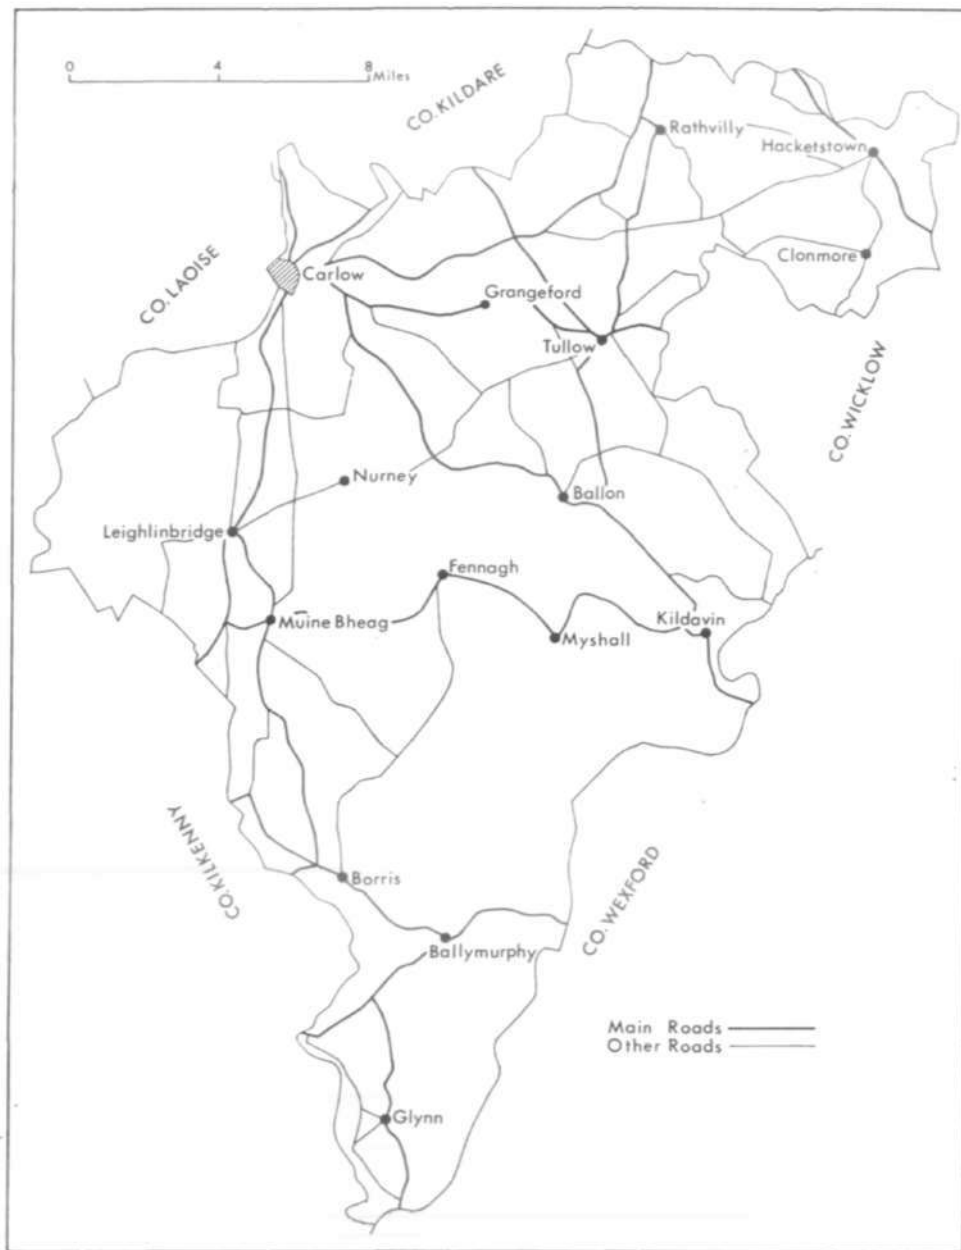 0 4 8
Miles
CO. KILDARE
Rathvilly
Hacketstown
CO. LAOISE
Carlow
Clonmore
Grangeford
Tullow
CO. WICKLOW
Nurney
Ballon
Leighlinbridge
Fennagh
Muine Bheag
Kildavin
Myshall
CO. KILKENNY
Borris
CO. WEXFORD
Ballymurphy
Main Roads
Other Roads
Glynn